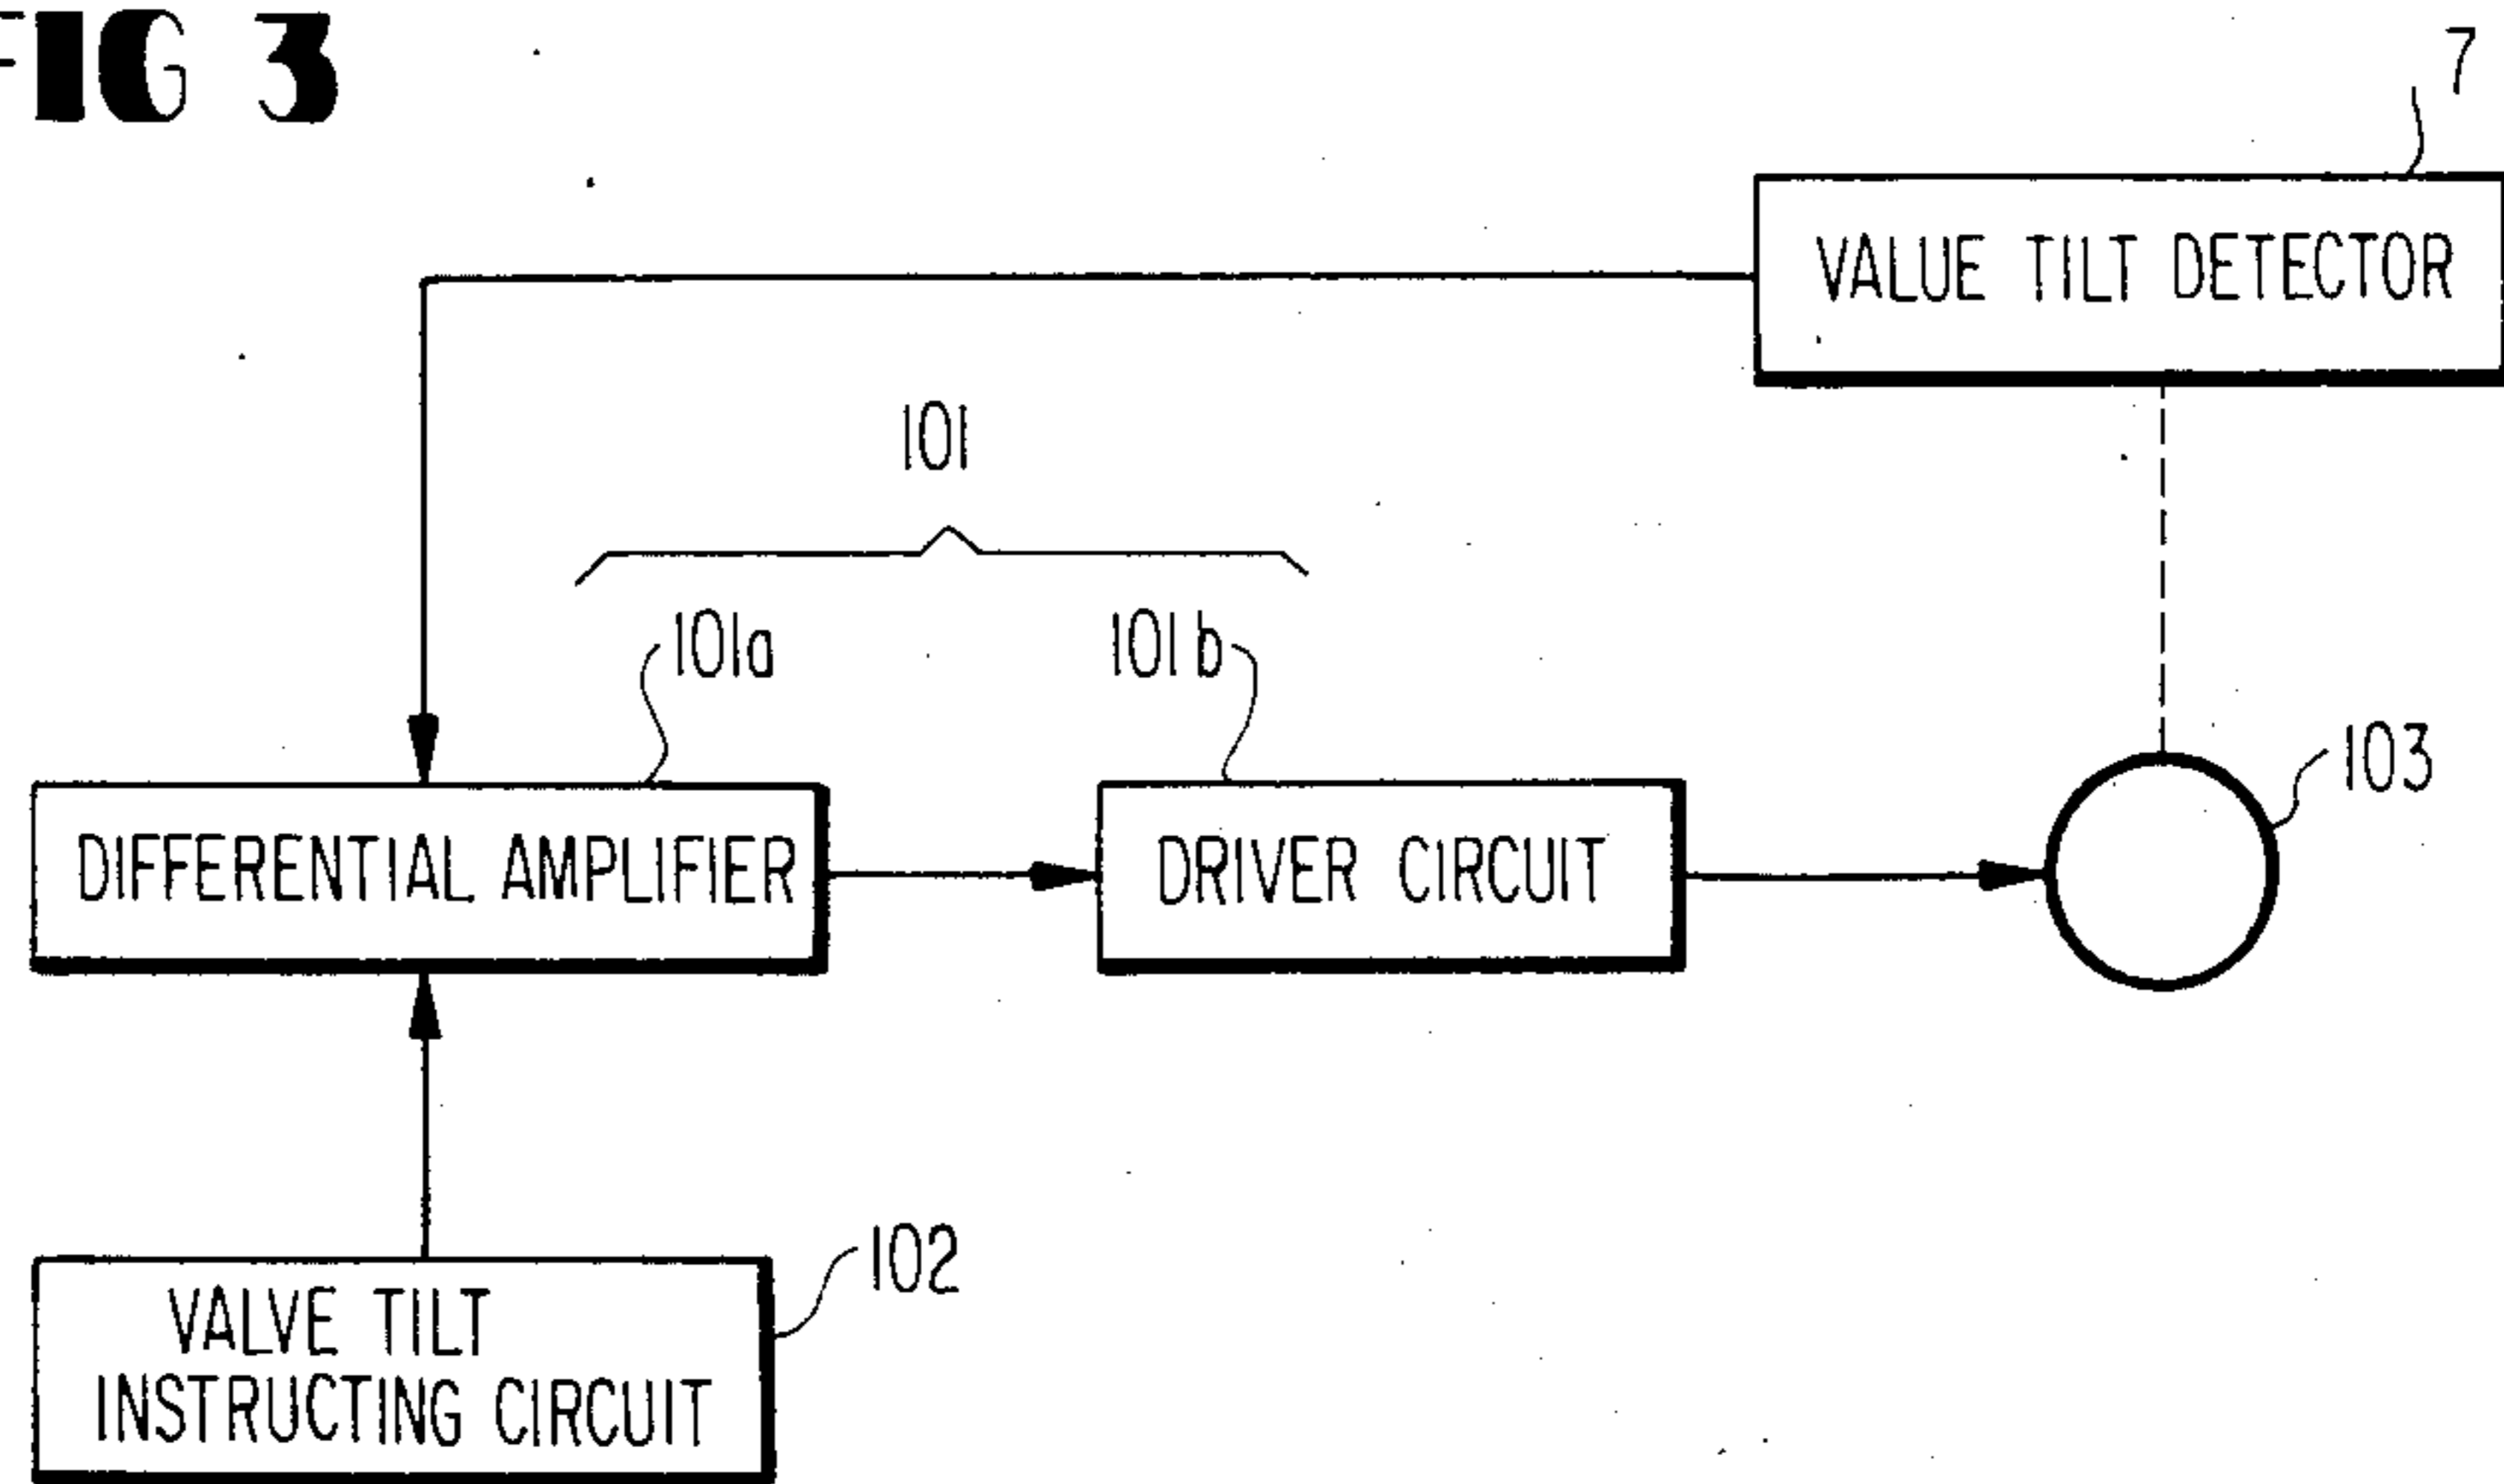 FIG 3
7
VALUE TILT DETECTOR
101
101a
101b
103
DIFFERENTIAL AMPLIFIER
DRIVER CIRCUIT
102
VALVE TILT
INSTRUCTING CIRCUIT